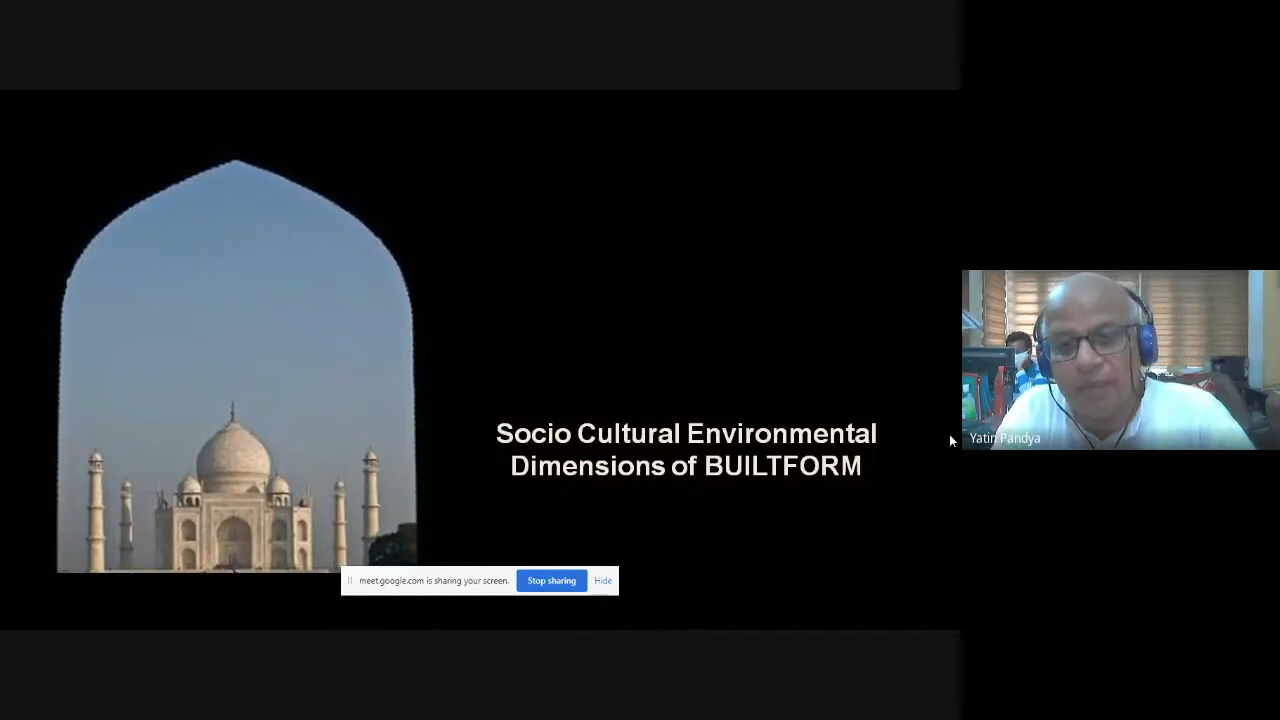 Socio Cultural Environmental
Dimensions of BUILTFORM
Yatin Pandya
meet.google.com is sharing your screen. Stop sharing Hide